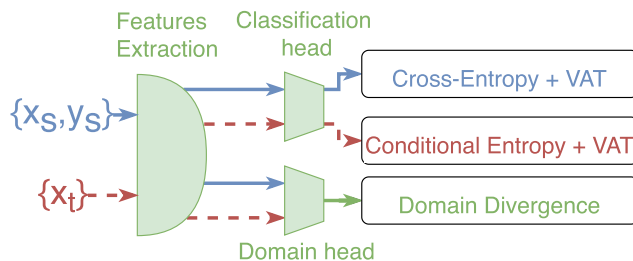 Features
Extraction
Classification
head
Cross-Entropy + VAT
{xS,yS}
Conditional Entropy + VAT
{xt}
Domain Divergence
Domain head